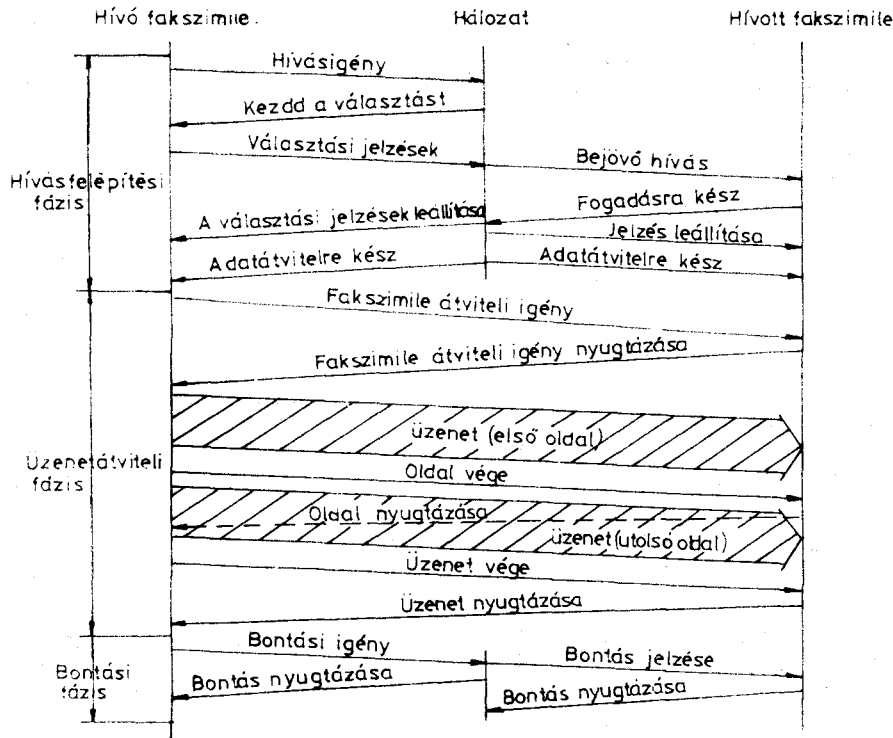 Hívó fakszimile
Hálozat
Hívott fakszimile
Hívásigény
Kezdd a választást
Választási jelzések
Bejövő hívás
Hívásfelépítési
fázis
Fogadásra kész
A választási jelzések leállítása
Jelzés leállítása
Adatátvitelre kész
Adatátvitelre kész
Fakszimile átviteli igény
Fakszimile átviteli igény nyugtázása
üzenet (első oldal)
Üzenetátviteli
fázis
Oldal vége
Oldal nyugtázása
üzenet (utolsó oldal)
Üzenet vége
Üzenet nyugtázása
Bontási igény
Bontás jelzése
Bontási
fázis
Bontás nyugtázása
Bontás nyugtázása